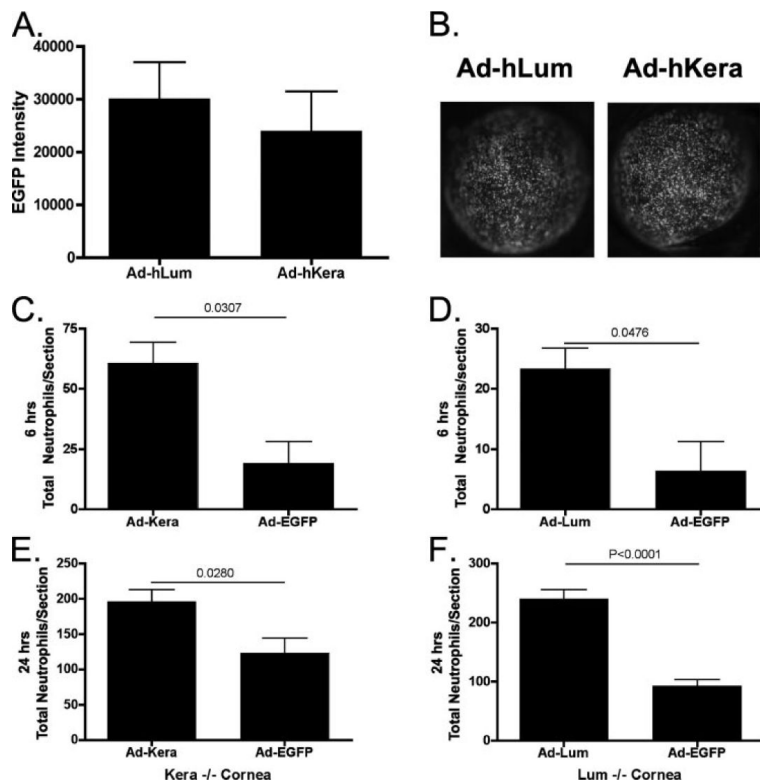 A.
EGFP Intensity
40000
30000
20000
10000
0
Ad-hLum
Ad-hKera
B.
Ad-hLum
Ad-hKera
C.
6 hrs
Total Neutrophils/Section
75
50
25
0
0.0307
Ad-Kera
Ad-EGFP
D.
6 hrs
Total Neutrophils/section
30
20
10
0
0.0476
Ad-Lum
Ad-EGFP
E.
24 hrs
Total Neutrophils/Section
250
200
150
100
50
0
0.0280
Ad-Kera
Ad-EGFP
Kera -/- Cornea
F.
24 hrs
Total Neutrophils/Section
300
200
100
0
P<0.0001
Ad-Lum
Ad-EGFP
Lum -/- Cornea